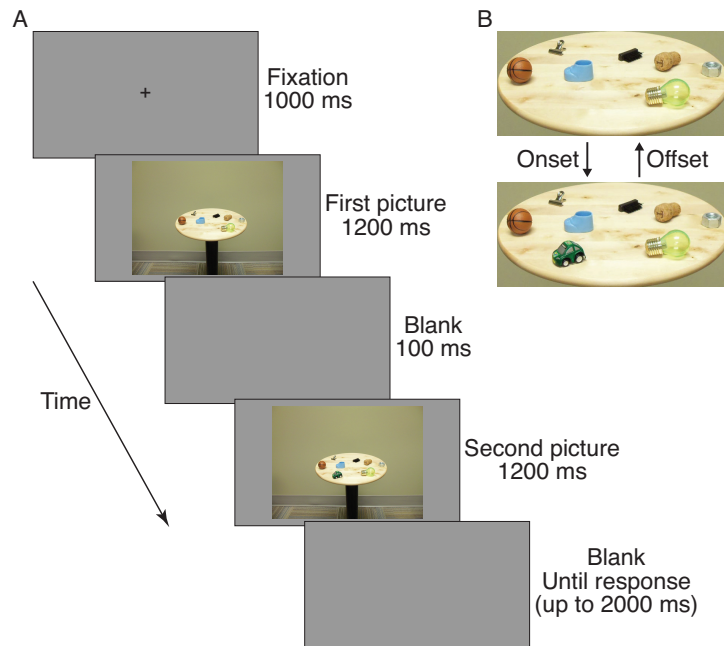 A
B
Fixation
1000 ms
First picture
1200 ms
Onset
Offset
Blank
100 ms
Time
Second picture
1200 ms
Blank
Until response
(up to 2000 ms)